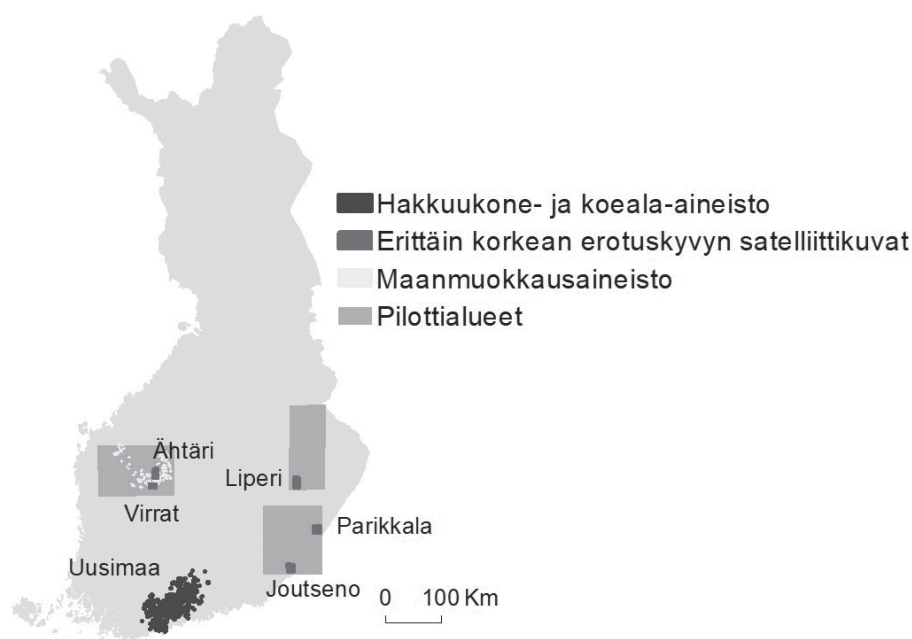 Hakkuukone- ja koeala-aineisto
Erittäin korkean erotuskyvyn satelliittikuvat
Maanmuokkausaineisto
Pilottialueet
Ähtäri
Liperi
Virrat
Parikkala
Uusimaa
Joutseno
0 100 Km